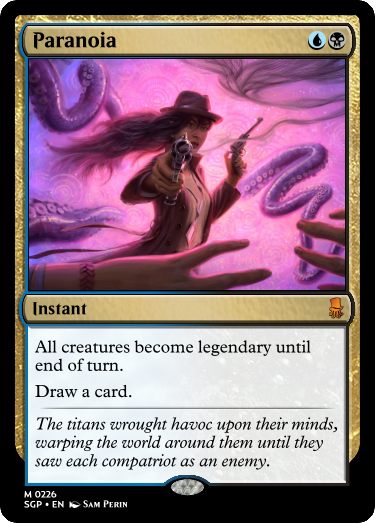 Paranoia
Instant
All creatures become legendary until
end of turn.
Draw a card.
The titans wrought havoc upon their minds,
warping the world around them until they
saw each compatriot as an enemy.
M 0226
SGP • EN Sam Perin